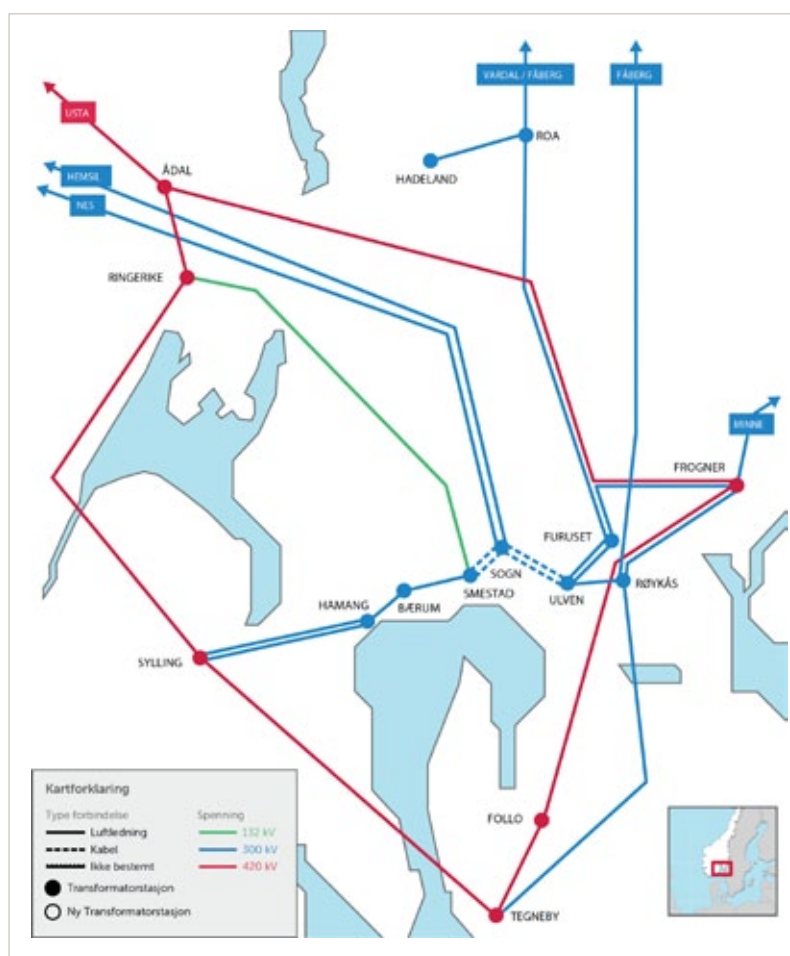 VARDAL / FÅBERG
FÅBERG
USTA
ROA
ÅDAL
HADELAND
HEMSIL
NES
RINGERIKE
MINNE
FROGNER
FURUSET
SOGN
SMESTAD
ULVEN
RØYKÅS
HAMANG
BÆRUM
SYLLING
FOLLO
TEGNEBY
Kartforklaring
Type forbindelse Spenning
Luftledning 132 kV
Kabel 300 kV
Ikke bestemt 420 kV
Transformatorstasjon
Ny Transformatorstasjon